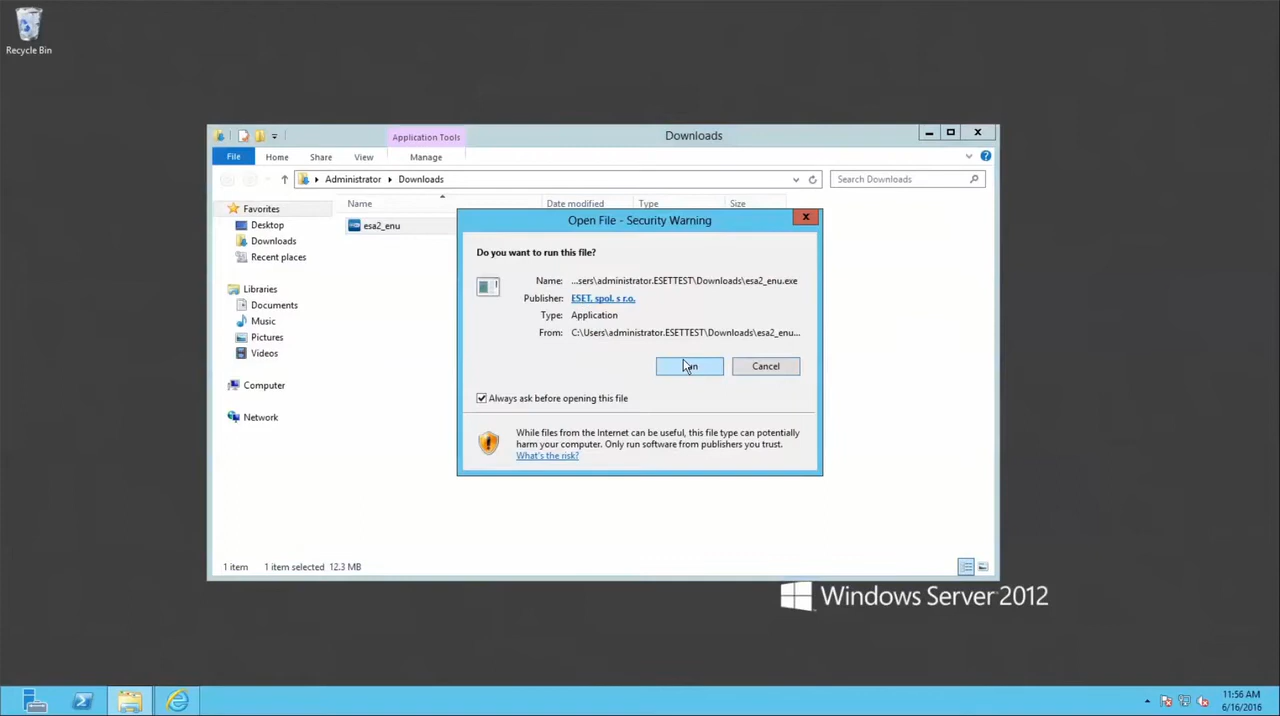 Recycle Bin
Application Tools
Downloads
File Home Share View Manage
Administrator Downloads
Search Downloads
Favorites
Desktop
Downloads
Recent places
Libraries
Documents
Music
Pictures
Videos
Computer
Network
Name Date modified Type Size
esa2_enu
Open File - Security Warning
Do you want to run this file?
Name: ...sers\administrator.ESETTEST\Downloads\esa2_enu.exe
Publisher: ESET, spol. s r.o.
Type: Application
From: C:\Users\administrator.ESETTEST\Downloads\esa2_enu...
Cancel
Always ask before opening this file
While files from the Internet can be useful, this file type can potentially
harm your computer. Only run software from publishers you trust.
What's the risk?
1 item 1 item selected 12.3 MB
Windows Server 2012
11:56 AM
6/16/2016